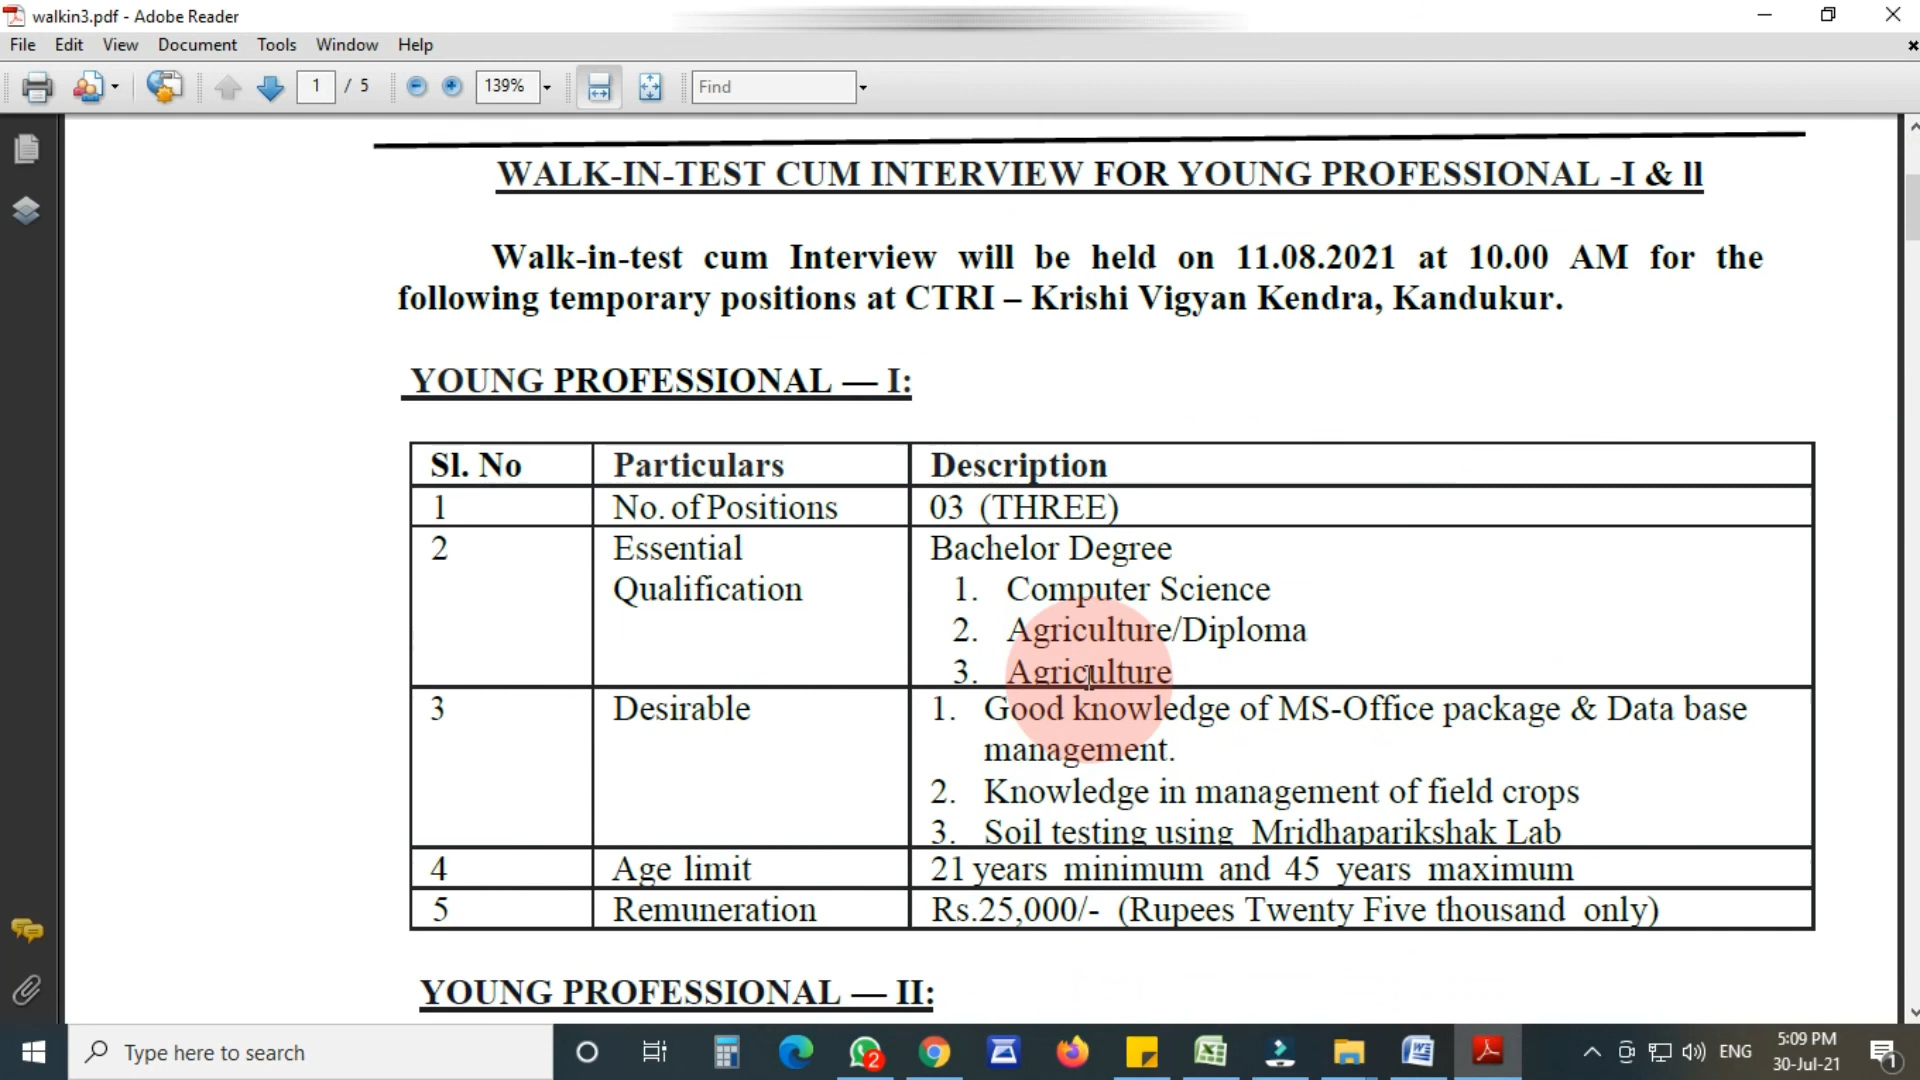 walkin3.pdf - Adobe Reader
File Edit View Document Tools Window Help
1 / 5 139% Find
WALK-IN-TEST CUM INTERVIEW FOR YOUNG PROFESSIONAL -I & ll
Walk-in-test cum Interview will be held on 11.08.2021 at 10.00 AM for the
following temporary positions at CTRI – Krishi Vigyan Kendra, Kandukur.
YOUNG PROFESSIONAL — I:
Sl. No Particulars Description
1 No. of Positions 03 (THREE)
2 Essential Bachelor Degree
Qualification 1. Computer Science
2. Agriculture/Diploma
3. Agriculture
3 Desirable 1. Good knowledge of MS-Office package & Data base
management.
2. Knowledge in management of field crops
3. Soil testing using Mridhaparikshak Lab
4 Age limit 21 years minimum and 45 years maximum
5 Remuneration Rs.25,000/- (Rupees Twenty Five thousand only)
YOUNG PROFESSIONAL — II:
Type here to search 2 ENG 5:09 PM
30-Jul-21 1